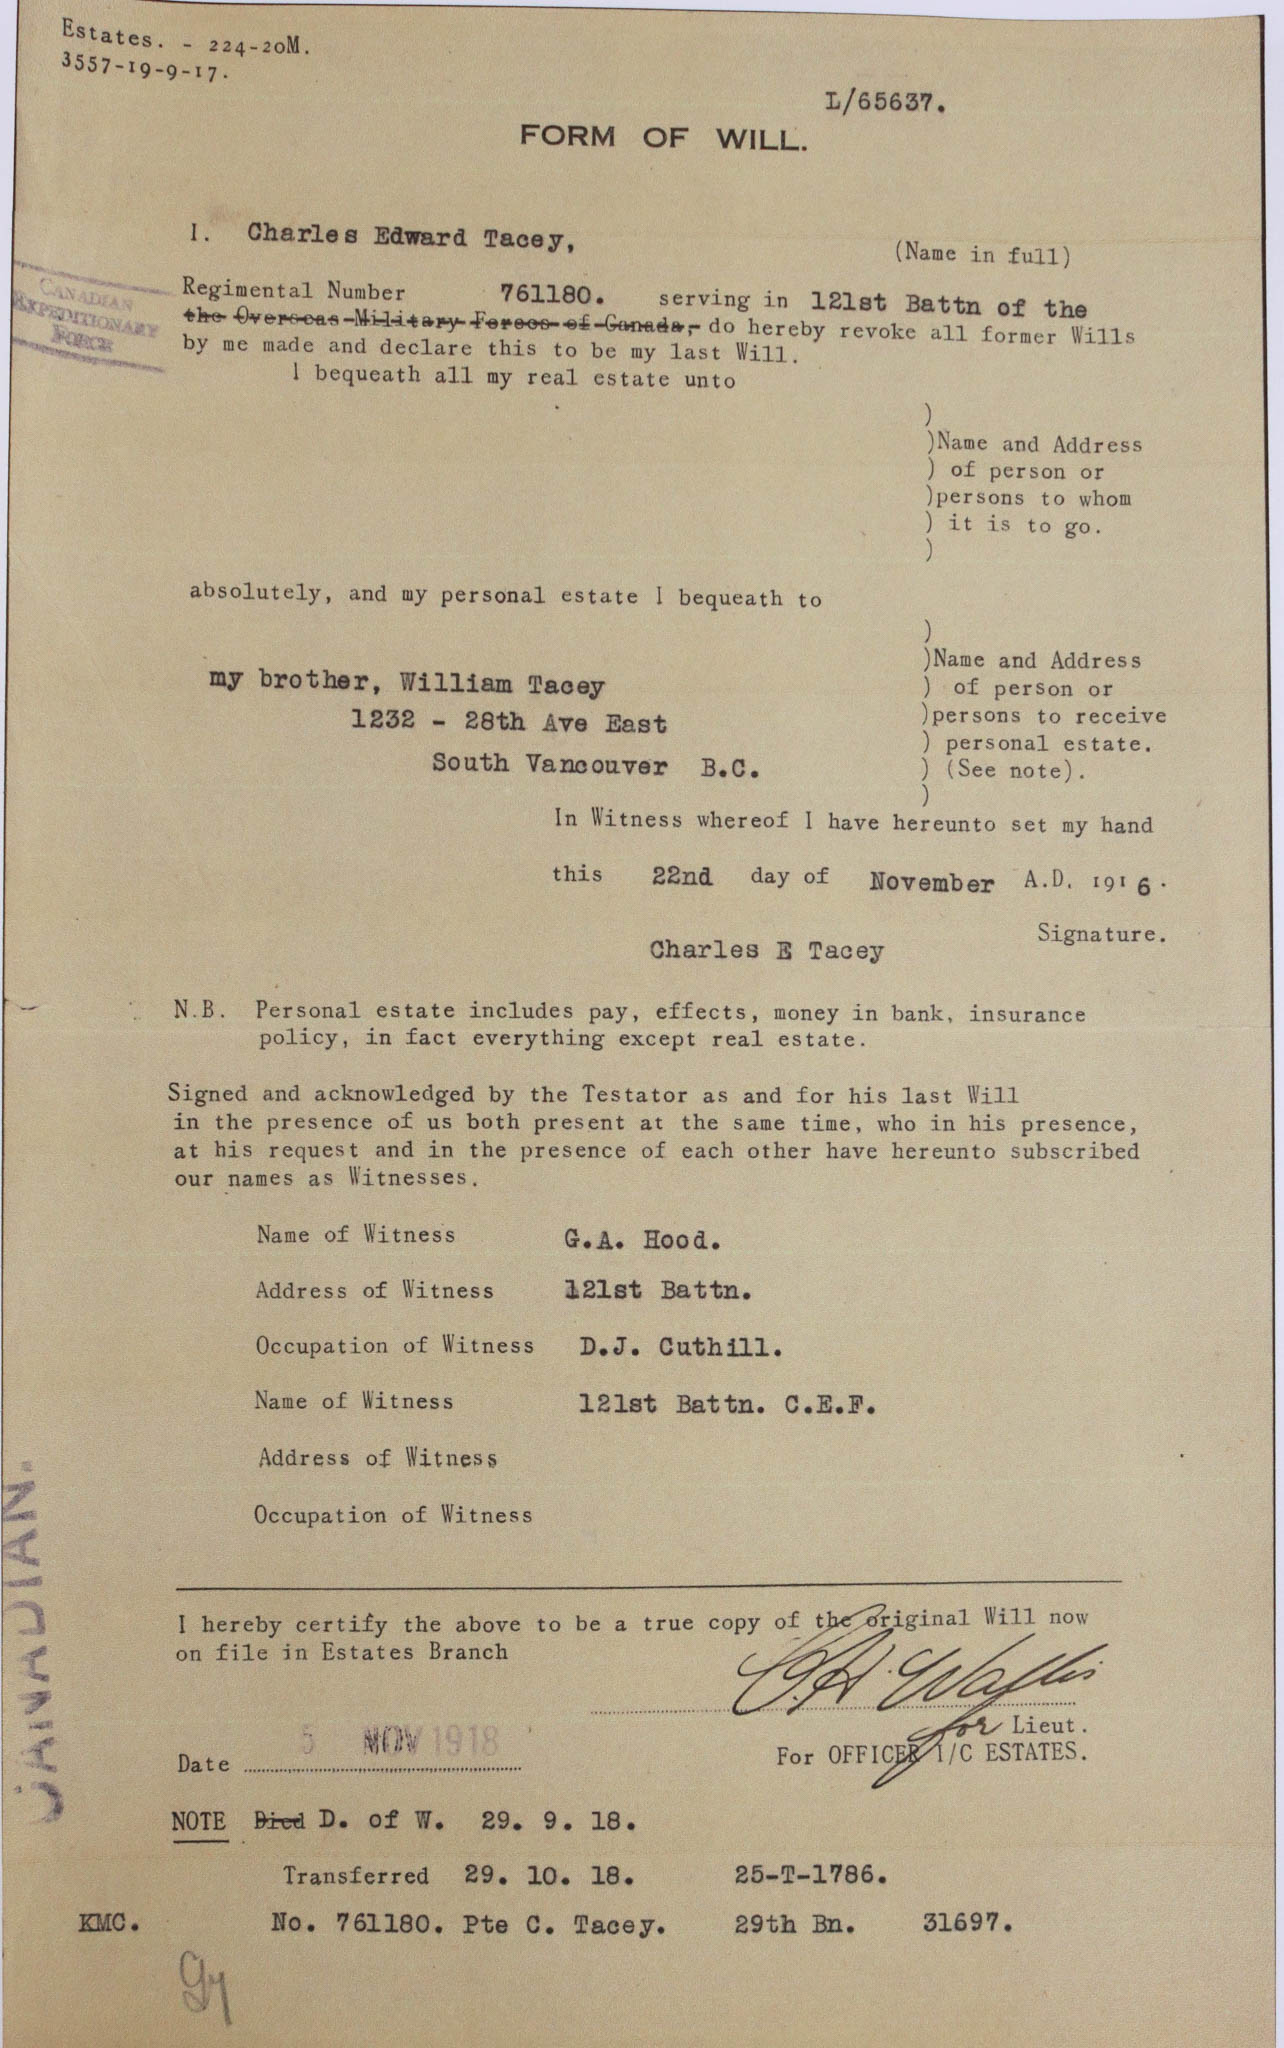 Estates. - 224-20M.
3557-19-9-17.
L/65637.
FORM OF WILL.
I. Charles Edward Tacey,
(Name in full)
CANADIAN
EXPEDITIONARY
FORCE
Regimental Number 761180. serving in 121st Battn of the
the Overseas Military Forces of Canada, do hereby revoke all former Wills
by me made and declare this to be my last Will.
I bequeath all my real estate unto
)
)Name and Address
) of person or
)persons to whom
) it is to go.
)
absolutely, and my personal estate I bequeath to
)
)Name and Address
my brother, William Tacey
) of person or
1232 - 28th Ave East
)persons to receive
) personal estate.
South Vancouver B.C.
) (See note).
)
In Witness whereof I have hereunto set my hand
this 22nd day of November A.D. 1916.
Signature.
Charles E Tacey
N.B. Personal estate includes pay, effects, money in bank, insurance
policy, in fact everything except real estate.
Signed and acknowledged by the Testator as and for his last Will
in the presence of us both present at the same time, who in his presence,
at his request and in the presence of each other have hereunto subscribed
our names as Witnesses.
Name of Witness G.A. Hood.
Address of Witness 121st Battn.
Occupation of Witness D.J. Cuthill.
Name of Witness 121st Battn. C.E.F.
Address of Witness
Occupation of Witness
CANADIAN.
I hereby certify the above to be a true copy of the original Will now
on file in Estates Branch
for Lieut.
For OFFICER I/C ESTATES.
Date 5 NOV 1918
NOTE Died D. of W. 29. 9. 18.
Transferred 29. 10. 18. 25-T-1786.
KMC. No. 761180. Pte C. Tacey. 29th Bn. 31697.